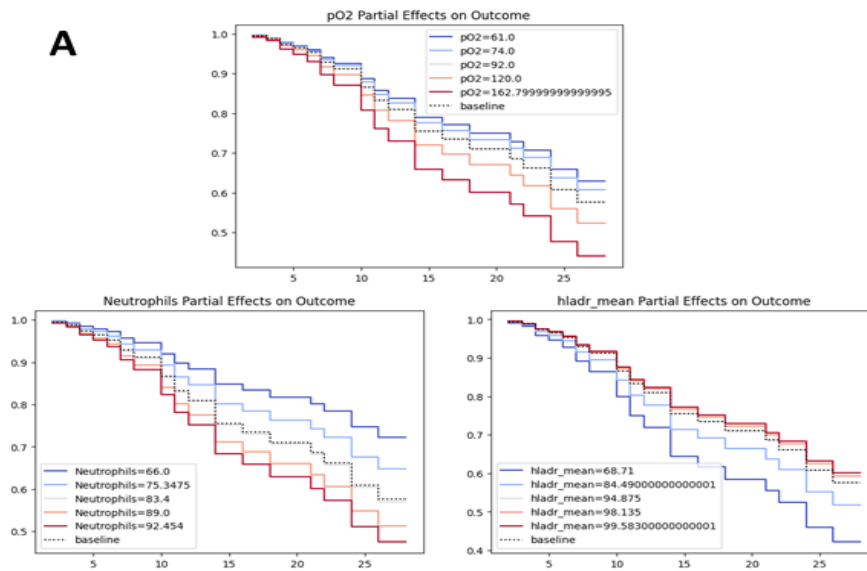 A
pO2 Partial Effects on Outcome
1.0
0.9
0.8
0.7
0.6
0.5
pO2=61.0
pO2=74.0
pO2=92.0
pO2=120.0
pO2=162.79999999999995
baseline
5 10 15 20 25
Neutrophils Partial Effects on Outcome
1.0
0.9
0.8
0.7
0.6
0.5
Neutrophils=66.0
Neutrophils=75.3475
Neutrophils=83.4
Neutrophils=89.0
Neutrophils=92.454
baseline
5 10 15 20 25
hladr_mean Partial Effects on Outcome
1.0
0.9
0.8
0.7
0.6
0.5
0.4
hladr_mean=68.71
hladr_mean=84.49000000000001
hladr_mean=94.875
hladr_mean=98.135
hladr_mean=99.58300000000001
baseline
5 10 15 20 25